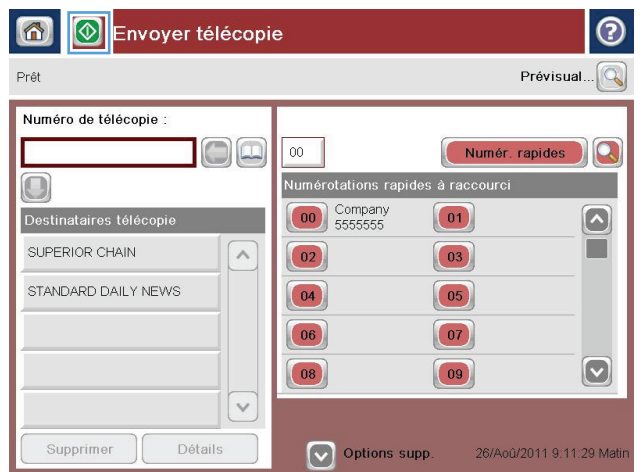 Envoyer télécopie
?
Prêt
Prévisual...
Numéro de télécopie :
00
Numér. rapides
Numérotations rapides à raccourci
00 Company 5555555 01
02 03
04 05
06 07
08 09
Destinataires télécopie
SUPERIOR CHAIN
STANDARD DAILY NEWS
Supprimer
Détails
Options supp.
26/Aoû/2011 9:11:29 Matin